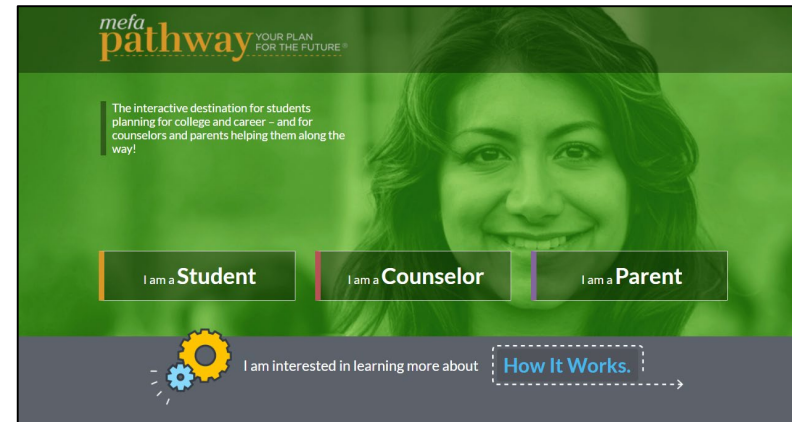 mefa
pathway YOUR PLAN
FOR THE FUTURE®
The interactive destination for students
planning for college and career – and for
counselors and parents helping them along the
way!
I am a Student
I am a Counselor
I am a Parent
I am interested in learning more about How It Works.